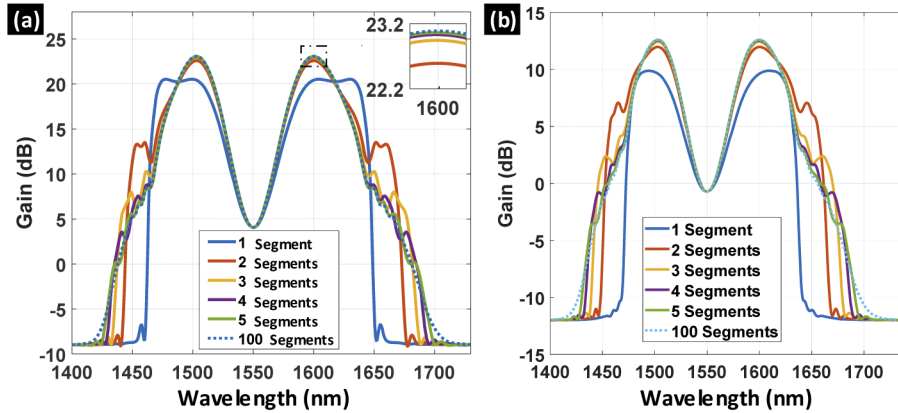 (a)
25
20
15
10
5
0
-5
-10
Gain (dB)
1400 1450 1500 1550 1600 1650 1700
Wavelength (nm)
23.2
22.2
1600
1 Segment
2 Segments
3 Segments
4 Segments
5 Segments
100 Segments
(b)
15
10
5
0
-5
-10
-15
Gain (dB)
1400 1450 1500 1550 1600 1650 1700
Wavelength (nm)
1 Segment
2 Segments
3 Segments
4 Segments
5 Segments
100 Segments